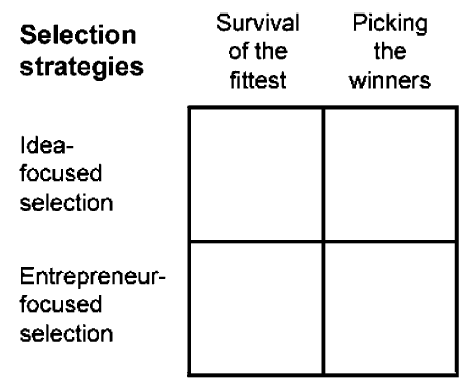 Selection
strategies
Survival
of the
fittest
Picking
the
winners
Idea-
focused
selection
Entrepreneur-
focused
selection